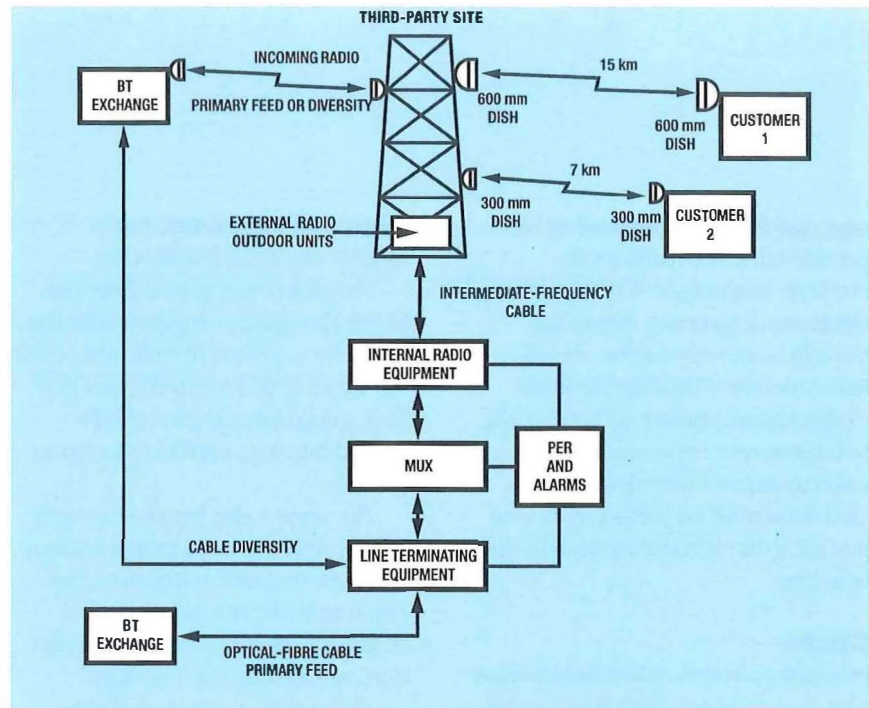 THIRD-PARTY SITE
INCOMING RADIO
BT
EXCHANGE
PRIMARY FEED OR DIVERSITY
600 mm
DISH
15 km
600 mm
DISH
CUSTOMER
1
7 km
300 mm
DISH
300 mm
DISH
CUSTOMER
2
EXTERNAL RADIO
OUTDOOR UNITS
INTERMEDIATE-FREQUENCY
CABLE
INTERNAL RADIO
EQUIPMENT
MUX
PER
AND
ALARMS
CABLE DIVERSITY
LINE TERMINATING
EQUIPMENT
BT
EXCHANGE
OPTICAL-FIBRE CABLE
PRIMARY FEED